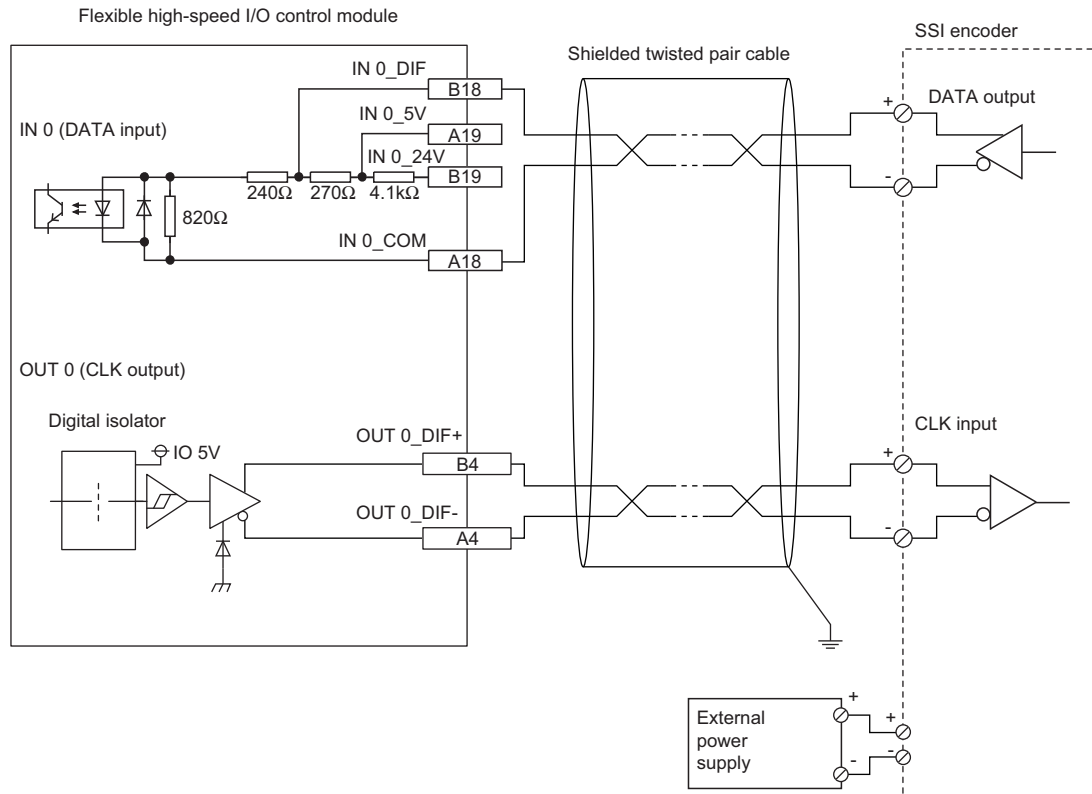 Flexible high-speed I/O control module
SSI encoder
Shielded twisted pair cable
IN 0_DIF
B18
+
DATA output
IN 0 (DATA input)
IN 0_5V
A19
IN 0_24V
B19
-
240Ω
270Ω
4.1kΩ
820Ω
IN 0_COM
A18
OUT 0 (CLK output)
Digital isolator
CLK input
OUT 0_DIF+
IO 5V
B4
+
OUT 0_DIF-
A4
-
External
power
supply
+
+
-
-